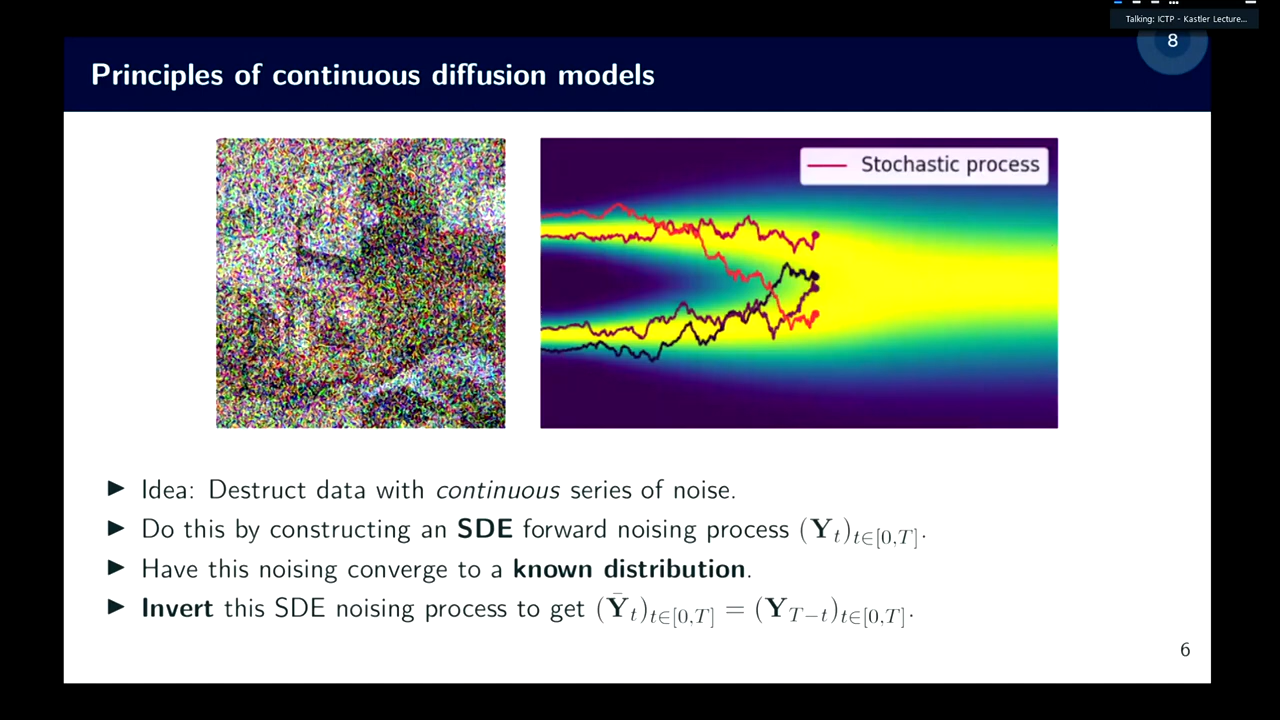 Talking: ICTP - Kastler Lecture...
8
Principles of continuous diffusion models
Stochastic process
▶ Idea: Destruct data with continuous series of noise.
▶ Do this by constructing an SDE forward noising process (𝐘_t)_{t∈[0,T]}.
▶ Have this noising converge to a known distribution.
▶ Invert this SDE noising process to get (𝐘̄_t)_{t∈[0,T]} = (𝐘_{T−t})_{t∈[0,T]}.
6